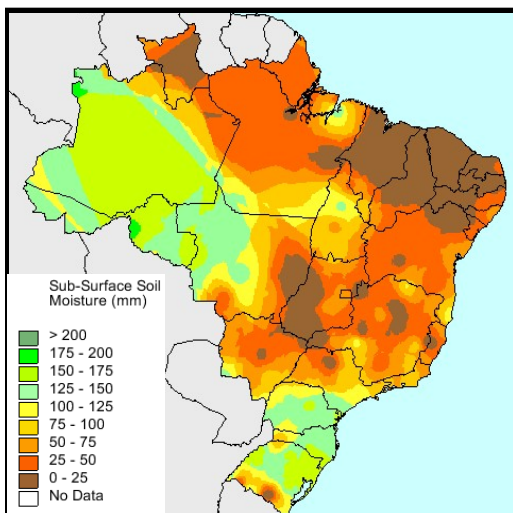 Sub-Surface Soil
Moisture (mm)
> 200
175 - 200
150 - 175
125 - 150
100 - 125
75 - 100
50 - 75
25 - 50
0 - 25
No Data